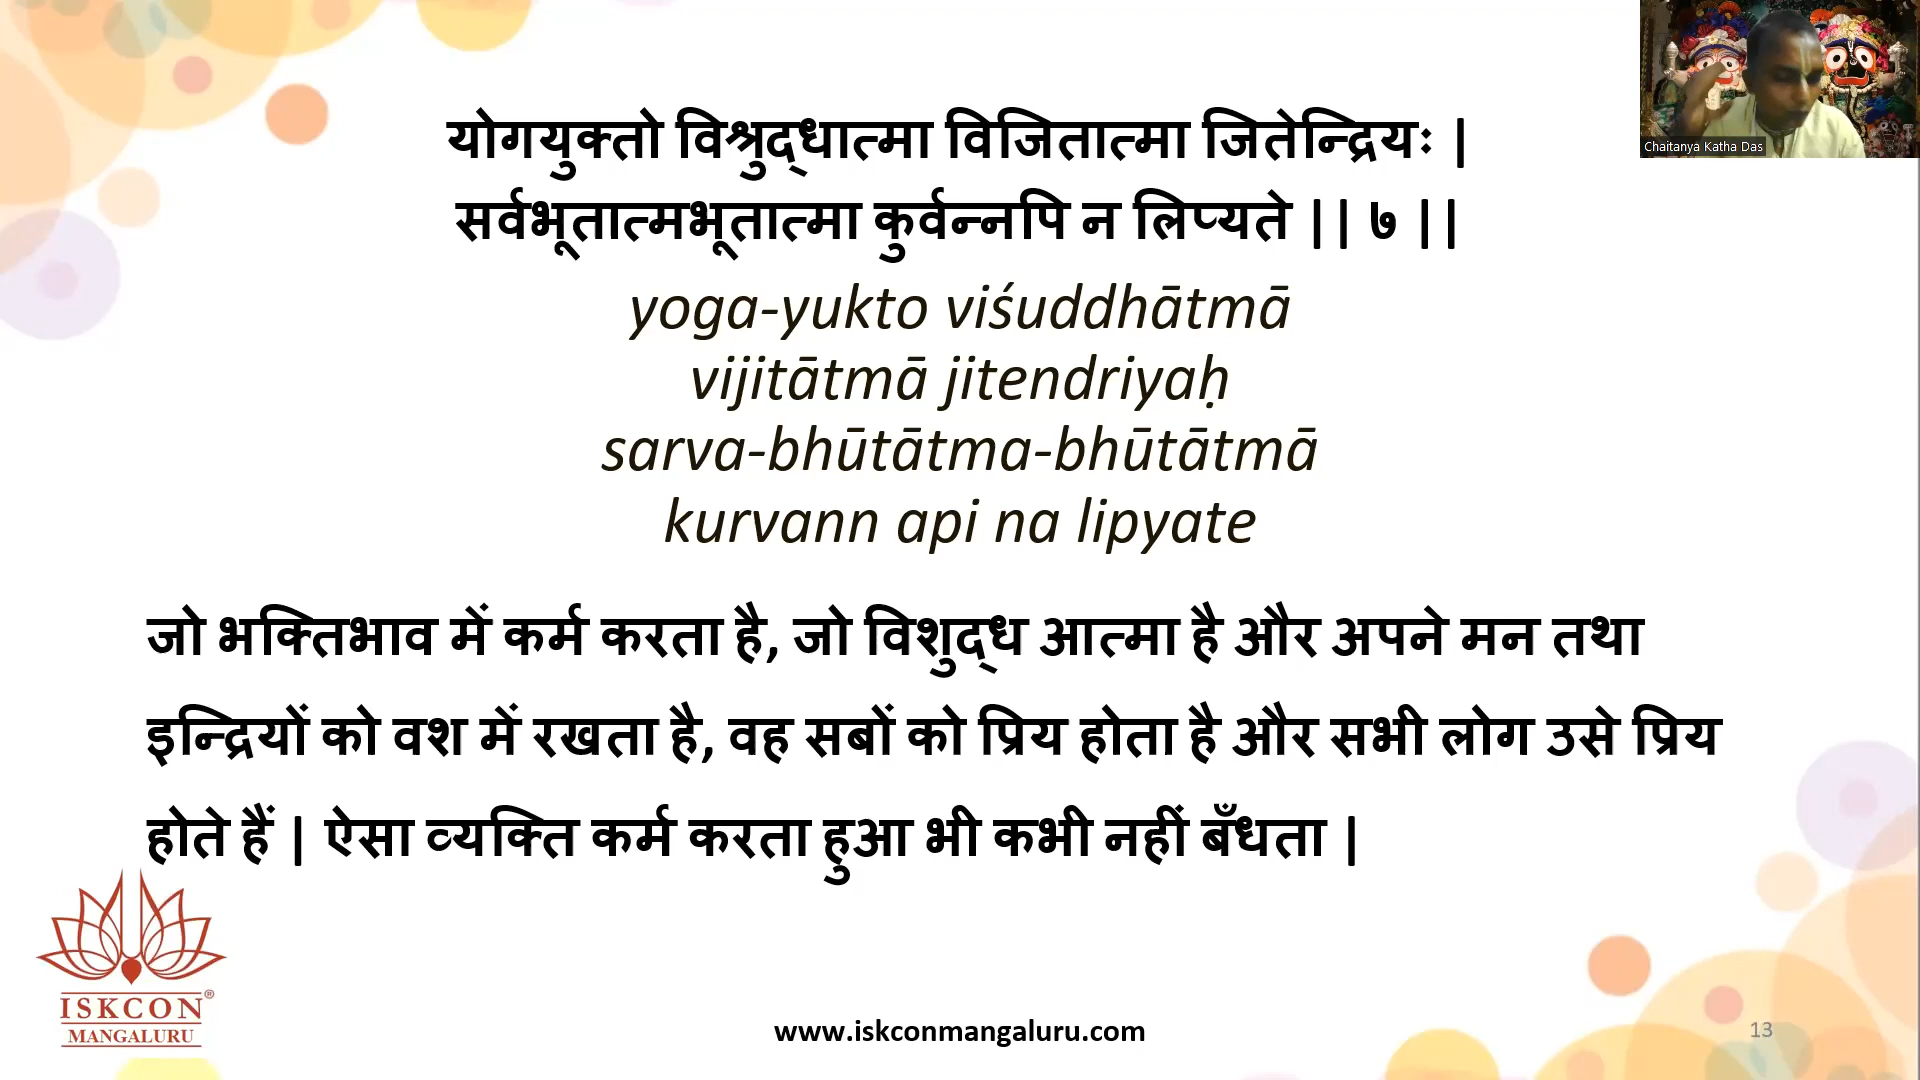 योगयुक्तो विश्रुद्धात्मा विजितात्मा जितेन्द्रियः |
सर्वभूतात्मभूतात्मा कुर्वन्नपि न लिप्यते || ७ ||
yoga-yukto viśuddhātmā
vijitātmā jitendriyaḥ
sarva-bhūtātma-bhūtātmā
kurvann api na lipyate
जो भक्तिभाव में कर्म करता है, जो विशुद्ध आत्मा है और अपने मन तथा
इन्द्रियों को वश में रखता है, वह सबों को प्रिय होता है और सभी लोग उसे प्रिय
होते हैं | ऐसा व्यक्ति कर्म करता हुआ भी कभी नहीं बँधता |
Chaitanya Katha Das
ISKCON®
MANGALURU
www.iskconmangaluru.com
13